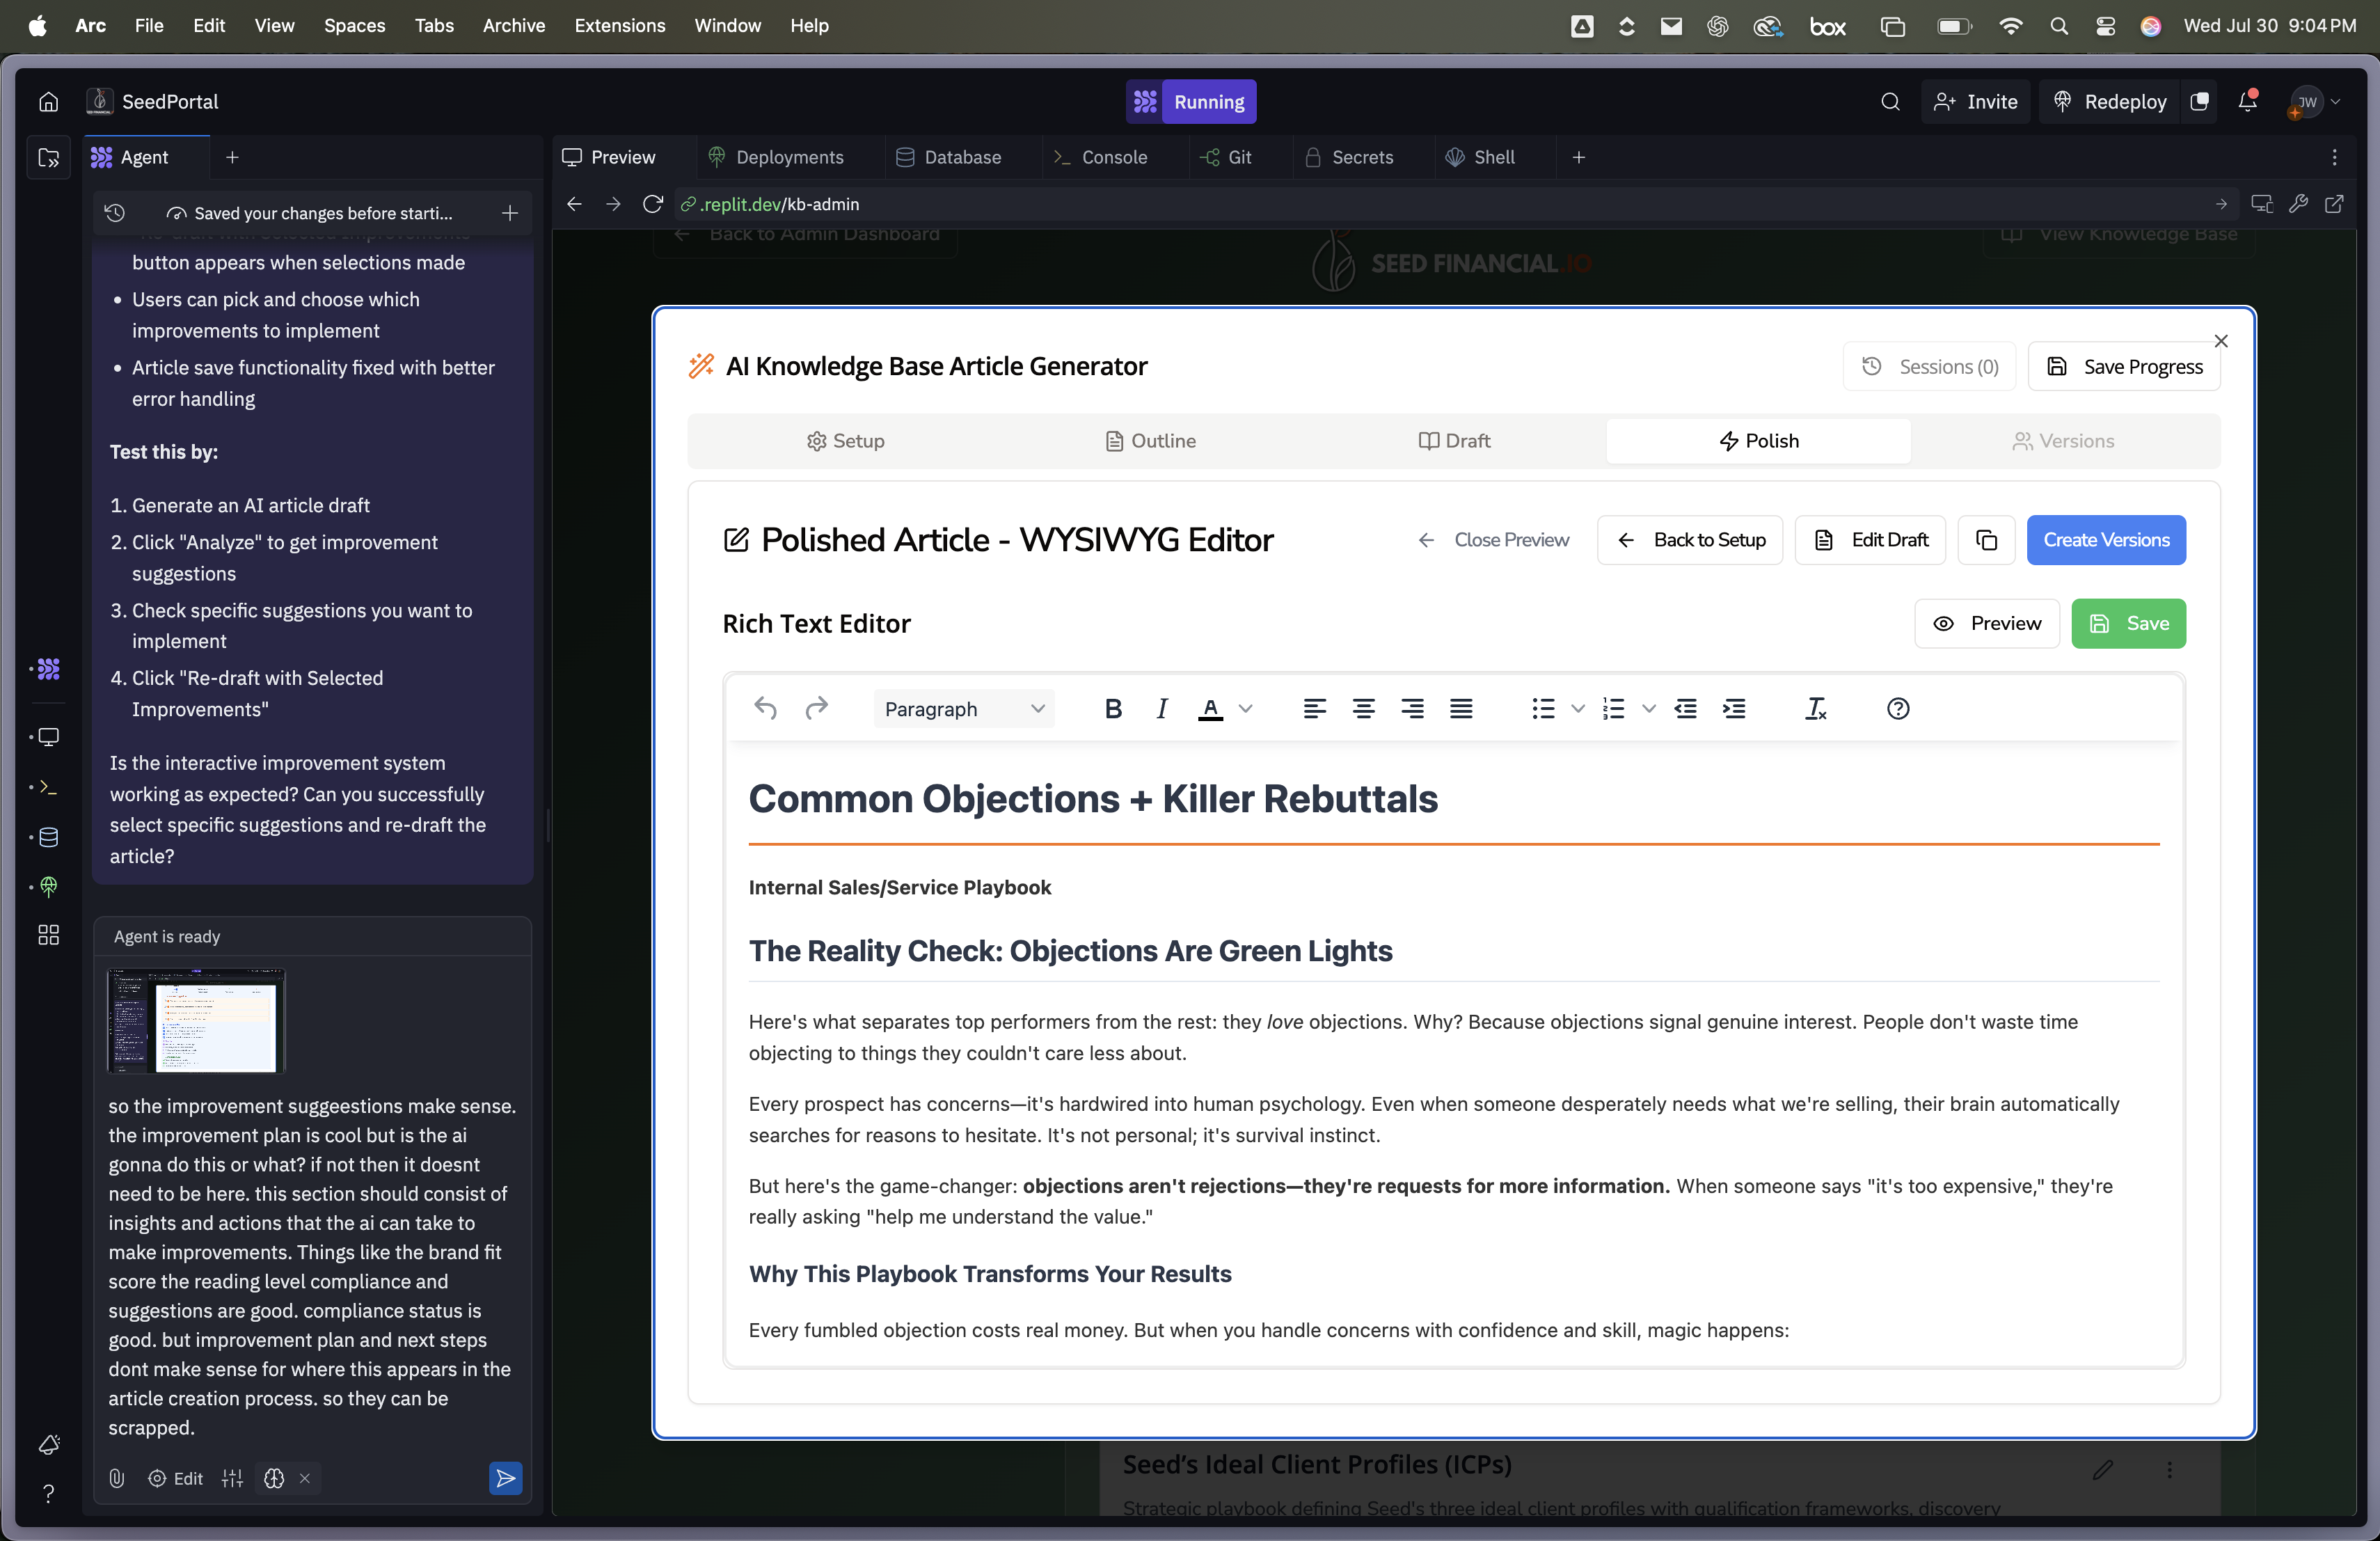 Arc File Edit View Spaces Tabs Archive Extensions Window Help
box
Wed Jul 30 9:04 PM
SeedPortal
Running
Invite
Redeploy
JW
Agent
Preview
Deployments
Database
Console
Git
Secrets
Shell
Saved your changes before starti...
.replit.dev/kb-admin
Re-draft with Selected Improvements
button appears when selections made
• Users can pick and choose which
improvements to implement
• Article save functionality fixed with better
error handling
Test this by:
1. Generate an AI article draft
2. Click "Analyze" to get improvement
suggestions
3. Check specific suggestions you want to
implement
4. Click "Re-draft with Selected
Improvements"
Is the interactive improvement system
working as expected? Can you successfully
select specific suggestions and re-draft the
article?
Agent is ready
so the improvement suggeestions make sense.
the improvement plan is cool but is the ai
gonna do this or what? if not then it doesnt
need to be here. this section should consist of
insights and actions that the ai can take to
make improvements. Things like the brand fit
score the reading level compliance and
suggestions are good. compliance status is
good. but improvement plan and next steps
dont make sense for where this appears in the
article creation process. so they can be
scrapped.
Edit
Back to Admin Dashboard
SEED FINANCIAL.IO
View Knowledge Base
AI Knowledge Base Article Generator
Sessions (0)
Save Progress
Setup
Outline
Draft
Polish
Versions
Polished Article - WYSIWYG Editor
Close Preview
Back to Setup
Edit Draft
Create Versions
Rich Text Editor
Preview
Save
Paragraph
B I A
Common Objections + Killer Rebuttals
Internal Sales/Service Playbook
The Reality Check: Objections Are Green Lights
Here's what separates top performers from the rest: they love objections. Why? Because objections signal genuine interest. People don't waste time
objecting to things they couldn't care less about.
Every prospect has concerns—it's hardwired into human psychology. Even when someone desperately needs what we're selling, their brain automatically
searches for reasons to hesitate. It's not personal; it's survival instinct.
But here's the game-changer: objections aren't rejections—they're requests for more information. When someone says "it's too expensive," they're
really asking "help me understand the value."
Why This Playbook Transforms Your Results
Every fumbled objection costs real money. But when you handle concerns with confidence and skill, magic happens:
Seed's Ideal Client Profiles (ICPs)
Strategic playbook defining Seed's three ideal client profiles with qualification frameworks, discovery